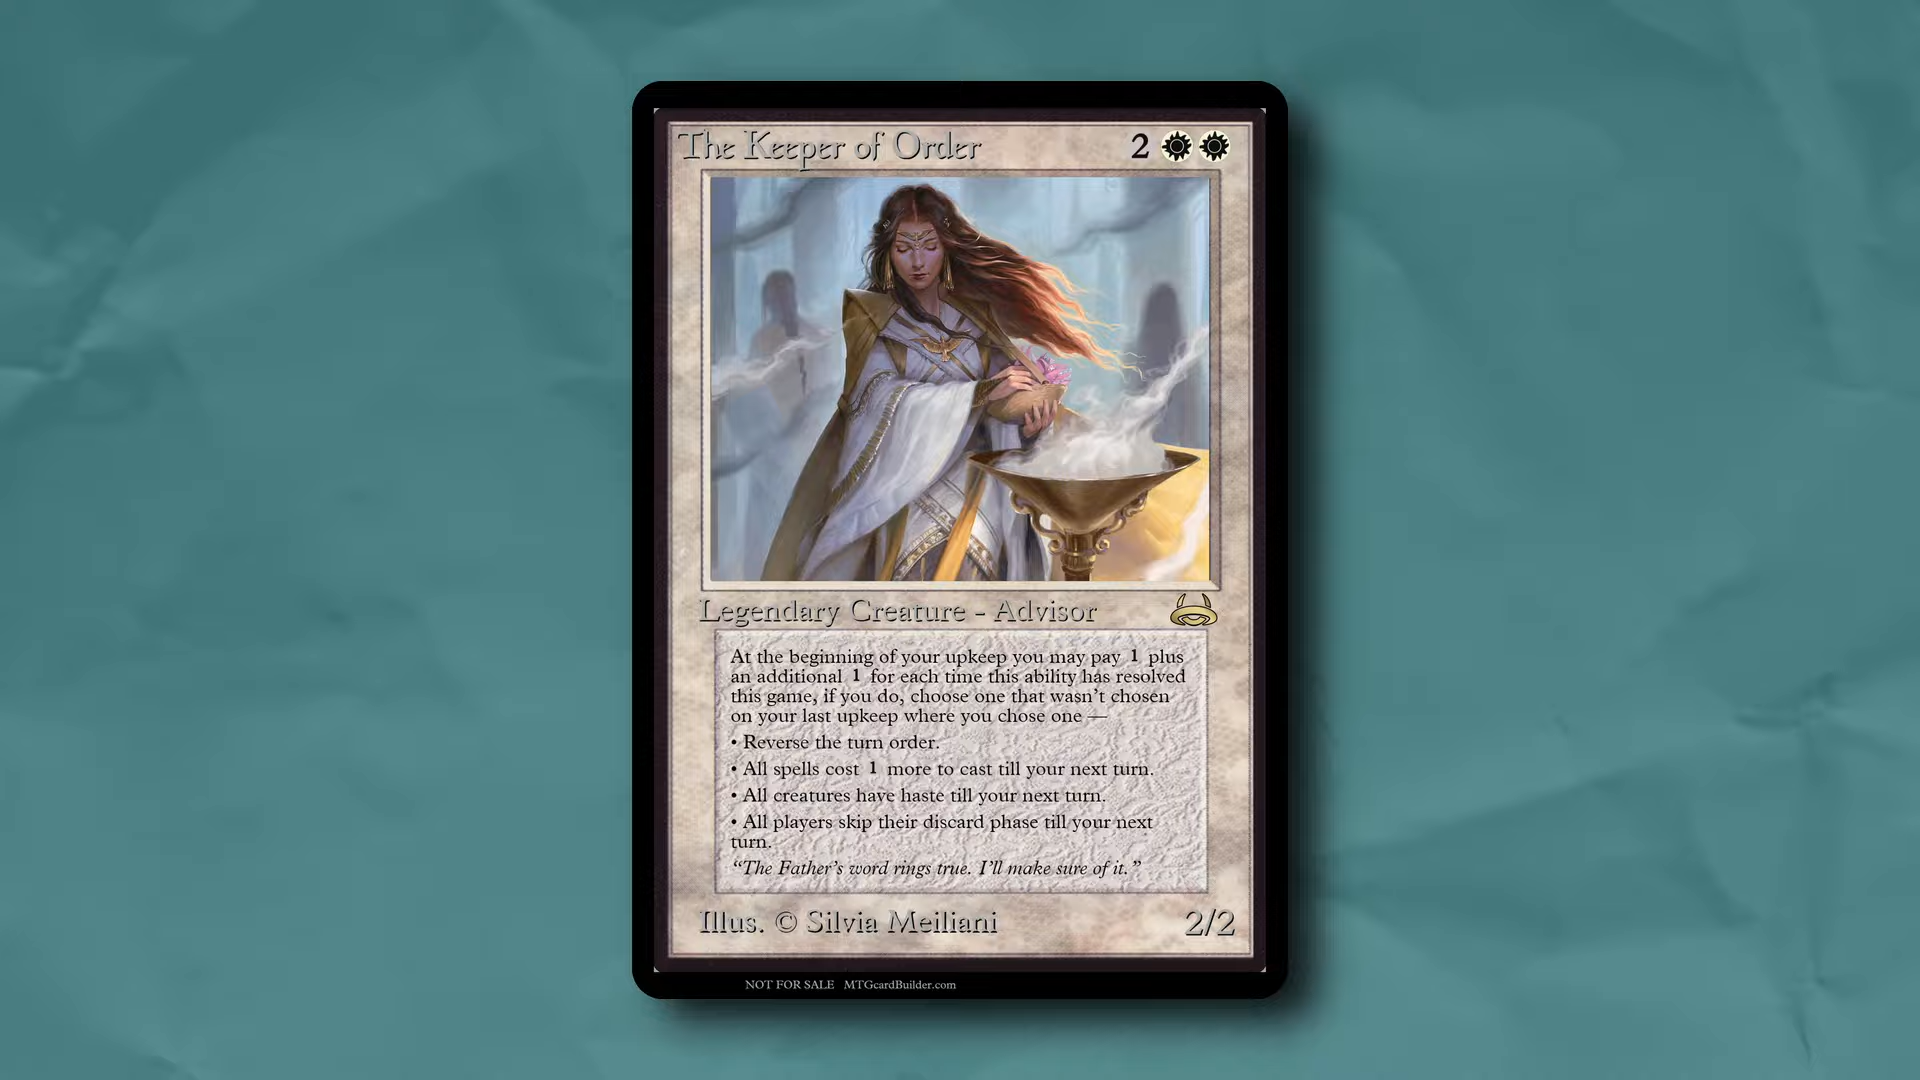 The Keeper of Order 2
Legendary Creature - Advisor
At the beginning of your upkeep you may pay 1 plus
an additional 1 for each time this ability has resolved
this game, if you do, choose one that wasn't chosen
on your last upkeep where you chose one —
• Reverse the turn order.
• All spells cost 1 more to cast till your next turn.
• All creatures have haste till your next turn.
• All players skip their discard phase till your next
turn.
“The Father's word rings true. I'll make sure of it.”
Illus. © Silvia Meiliani 2/2
NOT FOR SALE MTGcardBuilder.com